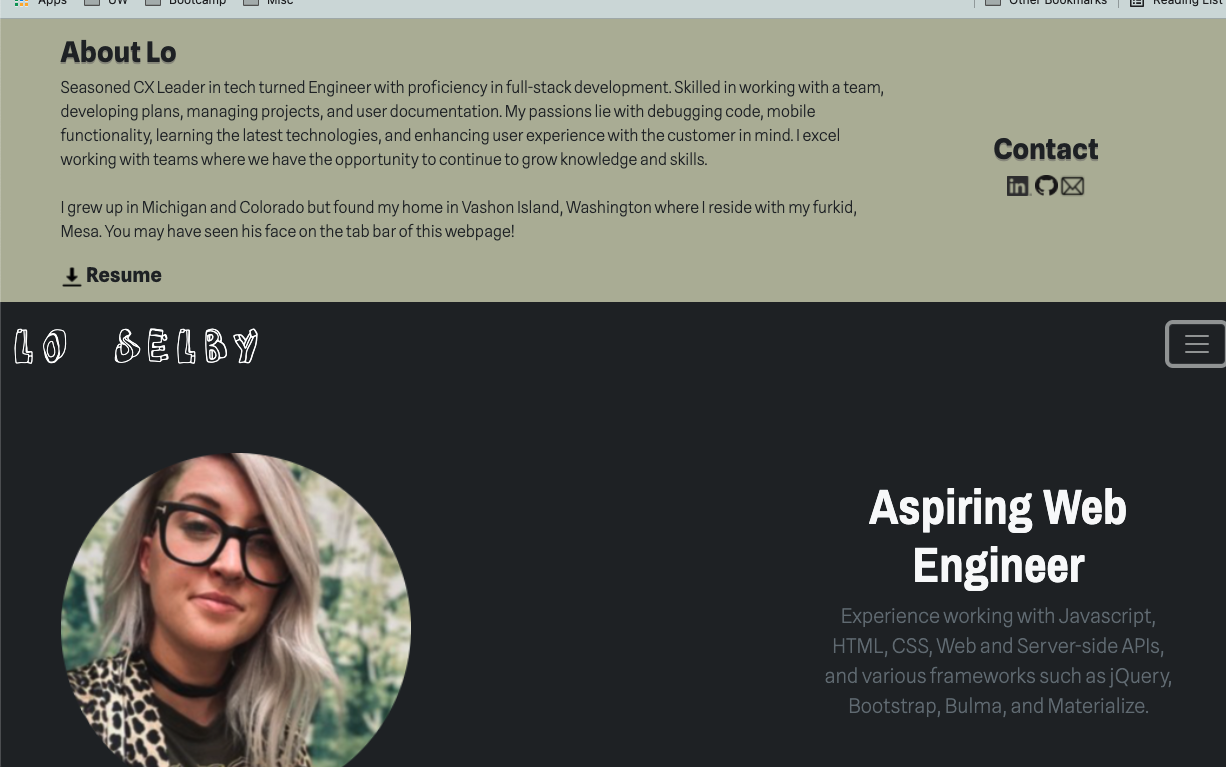 Apps UW Bootcamp Misc Other Bookmarks Reading List
About Lo
Seasoned CX Leader in tech turned Engineer with proficiency in full-stack development. Skilled in working with a team,
developing plans, managing projects, and user documentation. My passions lie with debugging code, mobile
functionality, learning the latest technologies, and enhancing user experience with the customer in mind. I excel
working with teams where we have the opportunity to continue to grow knowledge and skills.
I grew up in Michigan and Colorado but found my home in Vashon Island, Washington where I reside with my furkid,
Mesa. You may have seen his face on the tab bar of this webpage!
Resume
Contact
in
LO SELBY
Aspiring Web
Engineer
Experience working with Javascript,
HTML, CSS, Web and Server-side APIs,
and various frameworks such as jQuery,
Bootstrap, Bulma, and Materialize.